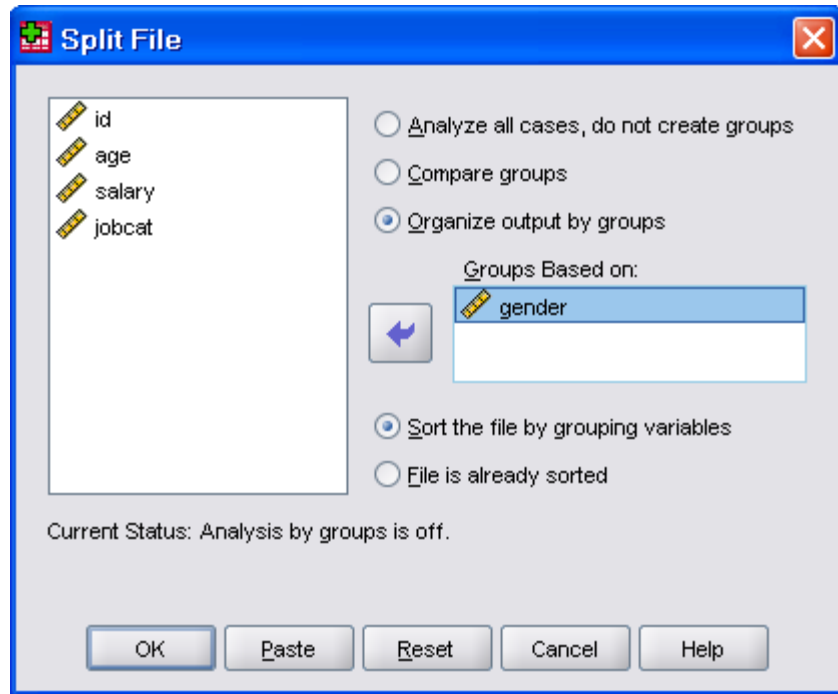 Split File
id
age
salary
jobcat
Analyze all cases, do not create groups
Compare groups
Organize output by groups
Groups Based on:
gender
Sort the file by grouping variables
File is already sorted
Current Status: Analysis by groups is off.
OK
Paste
Reset
Cancel
Help